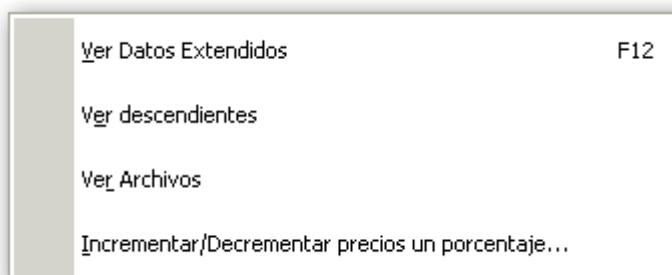 Ver Datos Extendidos F12
Ver descendientes
Ver Archivos
Incrementar/Decrementar precios un porcentaje...